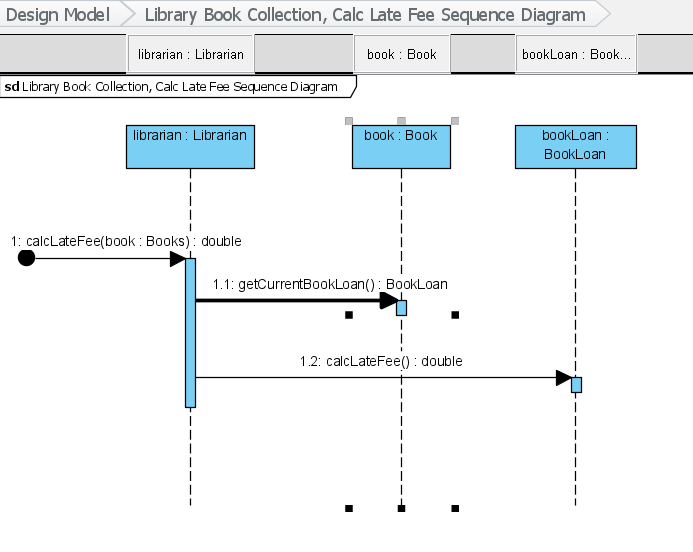 Design Model
Library Book Collection, Calc Late Fee Sequence Diagram
librarian : Librarian
book : Book
bookLoan : Book...
sd Library Book Collection, Calc Late Fee Sequence Diagram
librarian : Librarian
book : Book
bookLoan :
BookLoan
1: calcLateFee(book : Books) : double
1.1: getCurrentBookLoan() : BookLoan
1.2: calcLateFee() : double